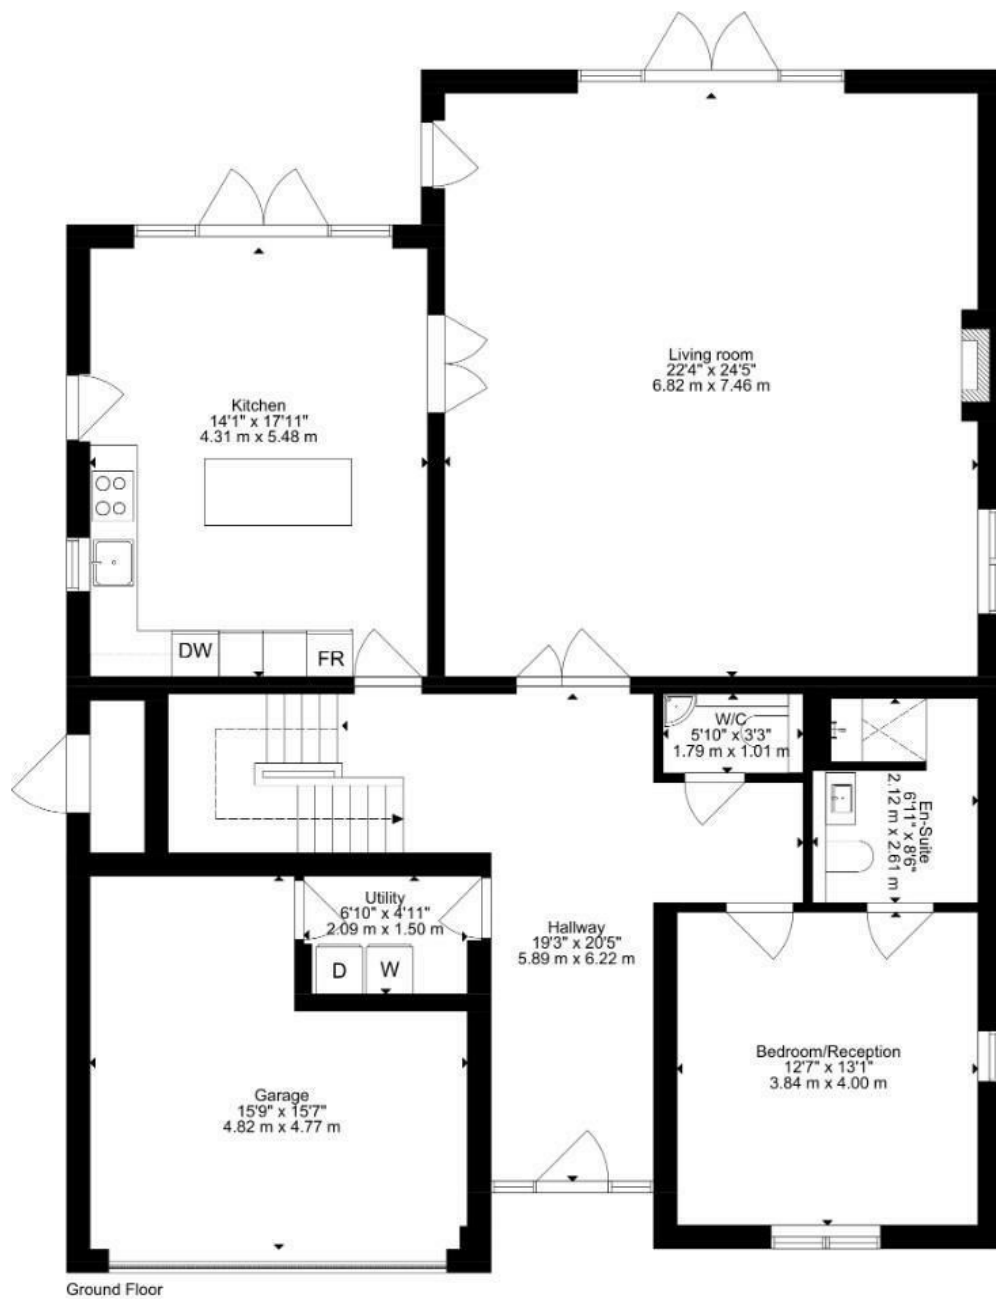 Living room
22'4" x 24'5"
6.82 m x 7.46 m
Kitchen
14'1" x 17'11"
4.31 m x 5.48 m
DW
FR
W/C
5'10" x 3'3"
1.79 m x 1.01 m
En-Suite
6'11" x 8'6"
2.12 m x 2.61 m
Utility
6'10" x 4'11"
2.09 m x 1.50 m
D
W
Hallway
19'3" x 20'5"
5.89 m x 6.22 m
Bedroom/Reception
12'7" x 13'1"
3.84 m x 4.00 m
Garage
15'9" x 15'7"
4.82 m x 4.77 m
Ground Floor